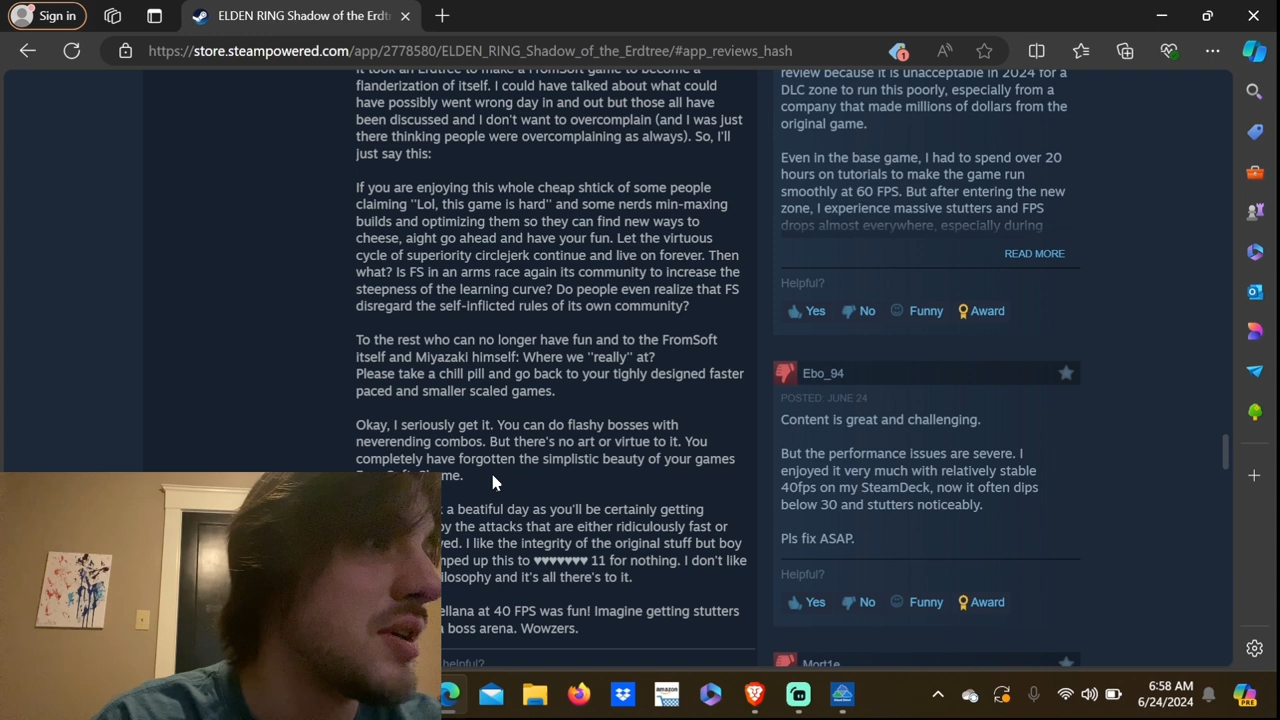 Sign in
ELDEN RING Shadow of the Erdt
https://store.steampowered.com/app/2778580/ELDEN_RING_Shadow_of_the_Erdtree/#app_reviews_hash
1
It took an Erdtree to make a FromSoft game to become a
flanderization of itself. I could have talked about what could
have possibly went wrong day in and out but those all have
been discussed and I don't want to overcomplain (and I was just
there thinking people were overcomplaining as always). So, I'll
just say this:
If you are enjoying this whole cheap shtick of some people
claiming "Lol, this game is hard" and some nerds min-maxing
builds and optimizing them so they can find new ways to
cheese, aight go ahead and have your fun. Let the virtuous
cycle of superiority circlejerk continue and live on forever. Then
what? Is FS in an arms race again its community to increase the
steepness of the learning curve? Do people even realize that FS
disregard the self-inflicted rules of its own community?
To the rest who can no longer have fun and to the FromSoft
itself and Miyazaki himself: Where we "really" at?
Please take a chill pill and go back to your tighly designed faster
paced and smaller scaled games.
Okay, I seriously get it. You can do flashy bosses with
neverending combos. But there's no art or virtue to it. You
completely have forgotten the simplistic beauty of your games
me.
a beatiful day as you'll be certainly getting
by the attacks that are either ridiculously fast or
ed. I like the integrity of the original stuff but boy
mped up this to ♥♥♥♥♥♥♥ 11 for nothing. I don't like
ilosophy and it's all there's to it.
ellana at 40 FPS was fun! Imagine getting stutters
a boss arena. Wowzers.
helpful?
review because it is unacceptable in 2024 for a
DLC zone to run this poorly, especially from a
company that made millions of dollars from the
original game.
Even in the base game, I had to spend over 20
hours on tutorials to make the game run
smoothly at 60 FPS. But after entering the new
zone, I experience massive stutters and FPS
drops almost everywhere, especially during
READ MORE
Helpful?
Yes No Funny Award
Ebo_94
POSTED: JUNE 24
Content is great and challenging.
But the performance issues are severe. I
enjoyed it very much with relatively stable
40fps on my SteamDeck, now it often dips
below 30 and stutters noticeably.
Pls fix ASAP.
Helpful?
Yes No Funny Award
Mort1e
amazon
6:58 AM
6/24/2024
PRE